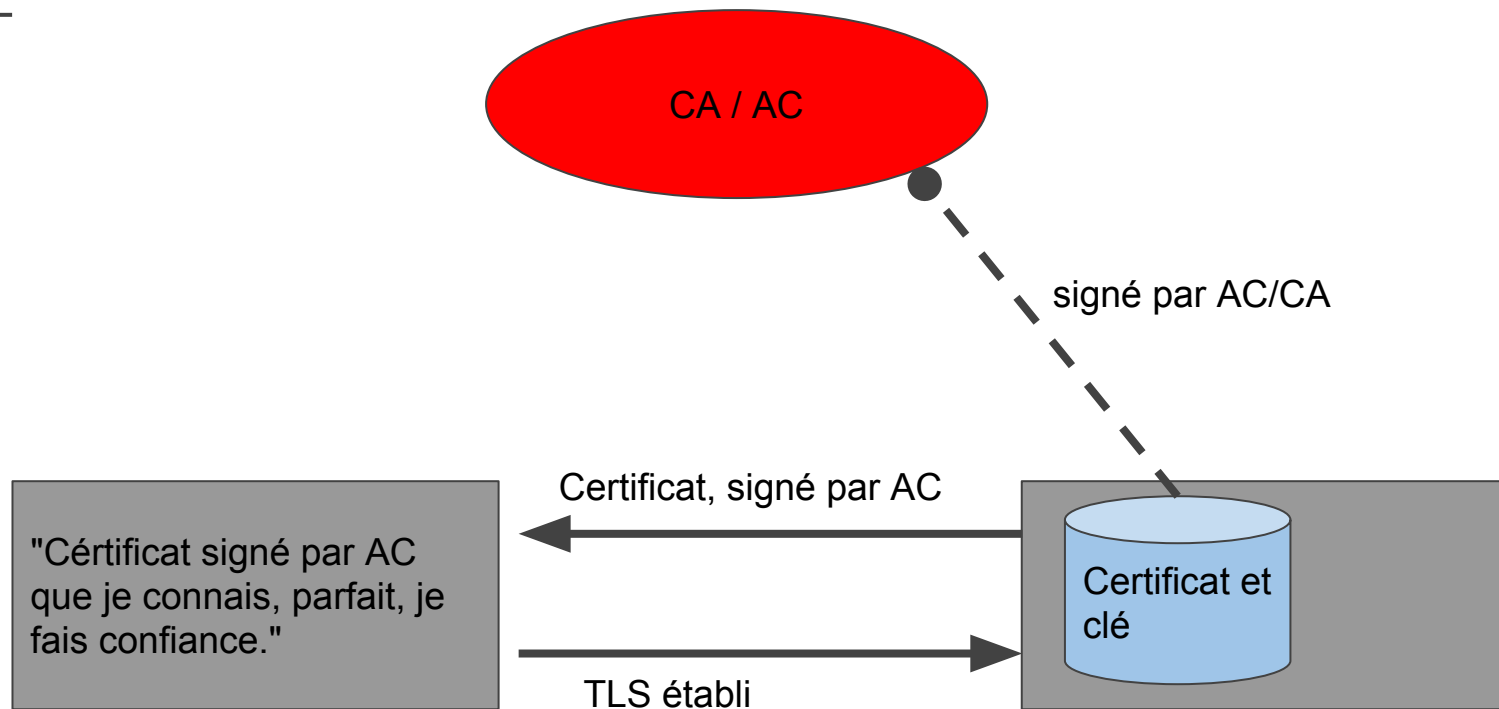 CA / AC
signé par AC/CA
Certificat, signé par AC
"Cértificat signé par AC
que je connais, parfait, je
fais confiance."
Certificat et
clé
TLS établi